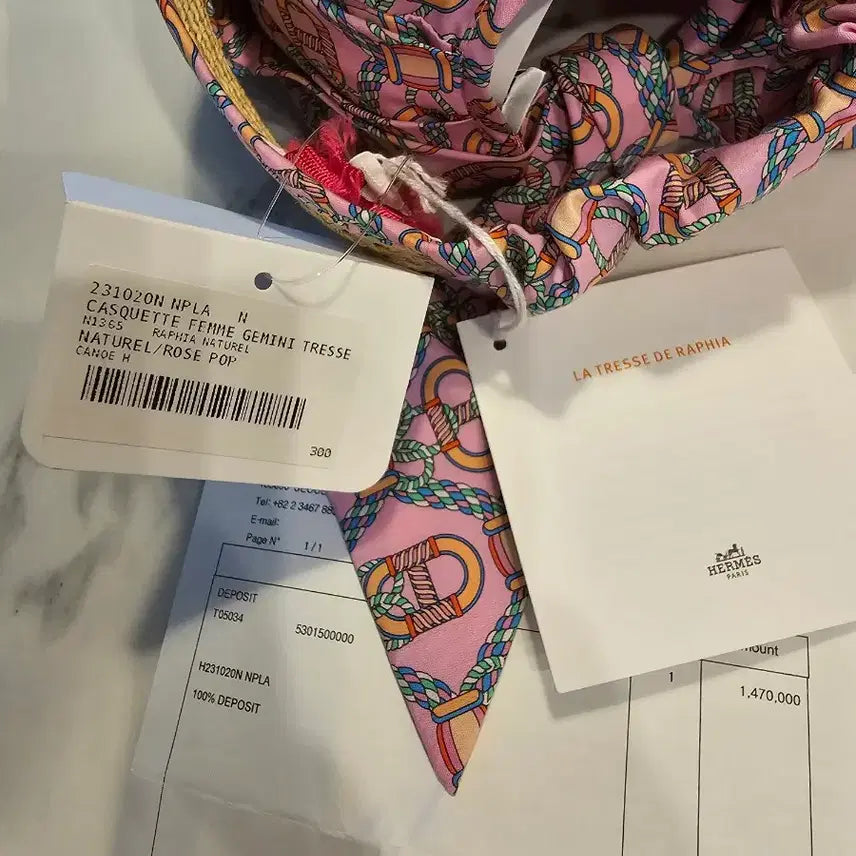 231020N NPLA N
CASQUETTE FEMME GEMINI TRESSE
N1365 RAPHIA NATUREL
NATUREL/ROSE POP
CANOE H
300
LA TRESSE DE RAPHIA
HERMÈS
PARIS
Tel: +82 2 3467
E-mail:
Page N° 1 / 1
DEPOSIT
T05034
5301500000
H231020N NPLA
100% DEPOSIT
1
1,470,000